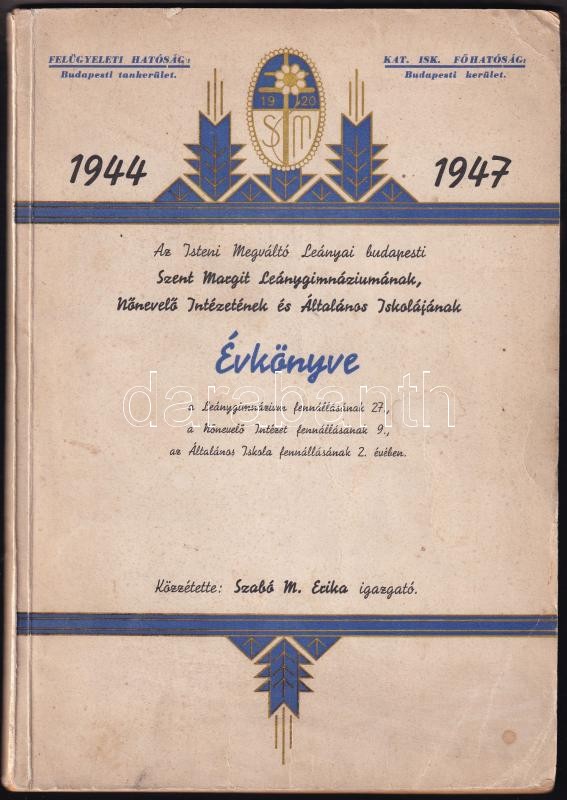 FELÜGYELETI HATÓSÁG:
Budapesti tankerület.
KAT. ISK. FŐHATÓSÁG:
Budapesti kerület.
1920
SM
1944
1947
Az Isteni Megváltó Leányai budapesti
Szent Margit Leánygimnáziumának,
Nőnevelő Intézetének és Általános Iskolájának
Évkönyve
darabanth
a Leánygimnázium fennállásának 27.,
a Nőnevelő Intézet fennállásának 9.,
az Általános Iskola fennállásának 2. évében.
Közzétette: Szabó M. Erika igazgató.